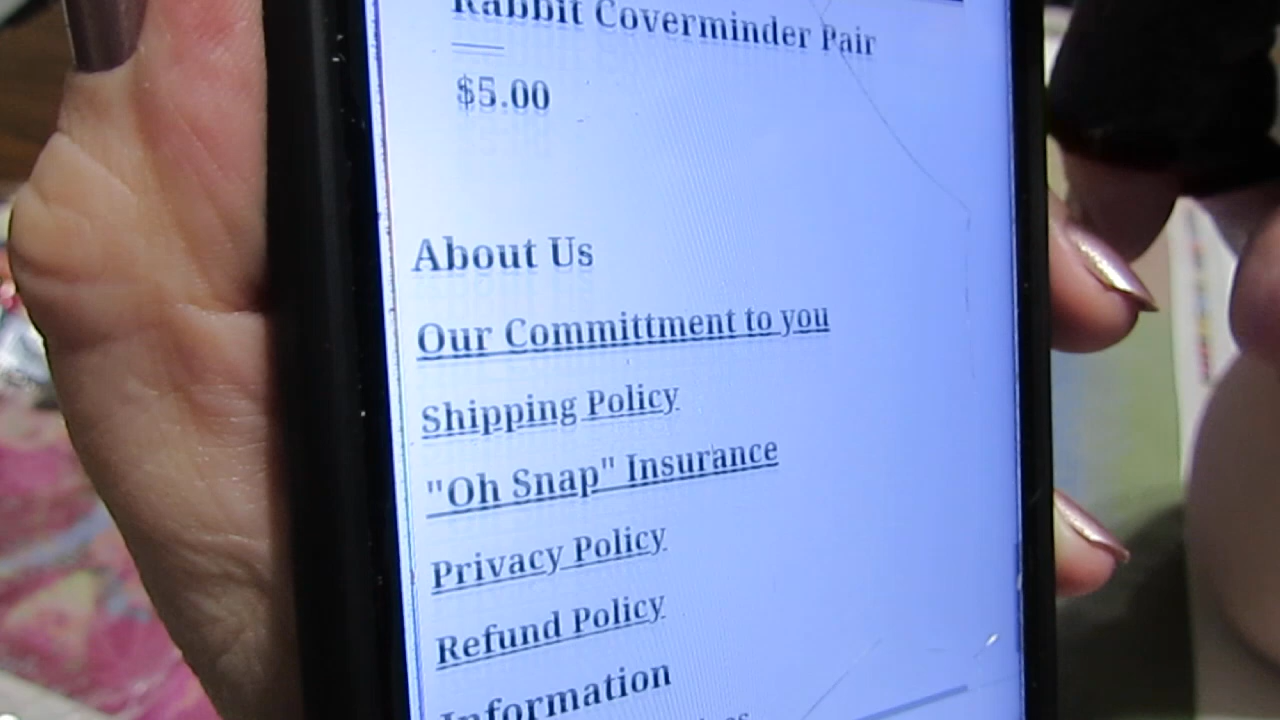 Rabbit Coverminder Pair
$5.00
About Us
Our Committment to you
Shipping Policy
"Oh Snap" Insurance
Privacy Policy
Refund Policy
Information